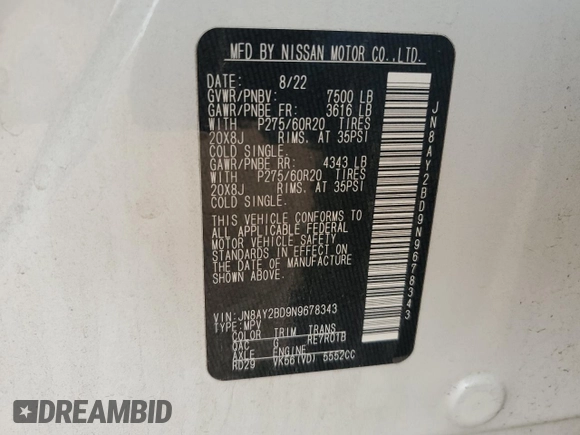 MFD BY NISSAN MOTOR CO.,LTD.
DATE: 8/22
GVWR/PNBV: 7500 LB
GAWR/PNBE FR: 3616 LB
WITH P275/60R20 TIRES
20X8J RIMS. AT 35PSI
COLD SINGLE.
GAWR/PNBE RR: 4343 LB
WITH P275/60R20 TIRES
20X8J RIMS. AT 35PSI
COLD SINGLE.
THIS VEHICLE CONFORMS TO
ALL APPLICABLE FEDERAL
MOTOR VEHICLE SAFETY
STANDARDS IN EFFECT ON
THE DATE OF MANUFACTURE
SHOWN ABOVE.
VIN: JN8AY2BD9N9678343
TYPE: MPV
COLOR TRIM TRANS
QXC G RE7R01B
AXLE ENGINE
RD29 VK56(VD) 5552CC
JN8AY2BD9N9678343
DREAMBID